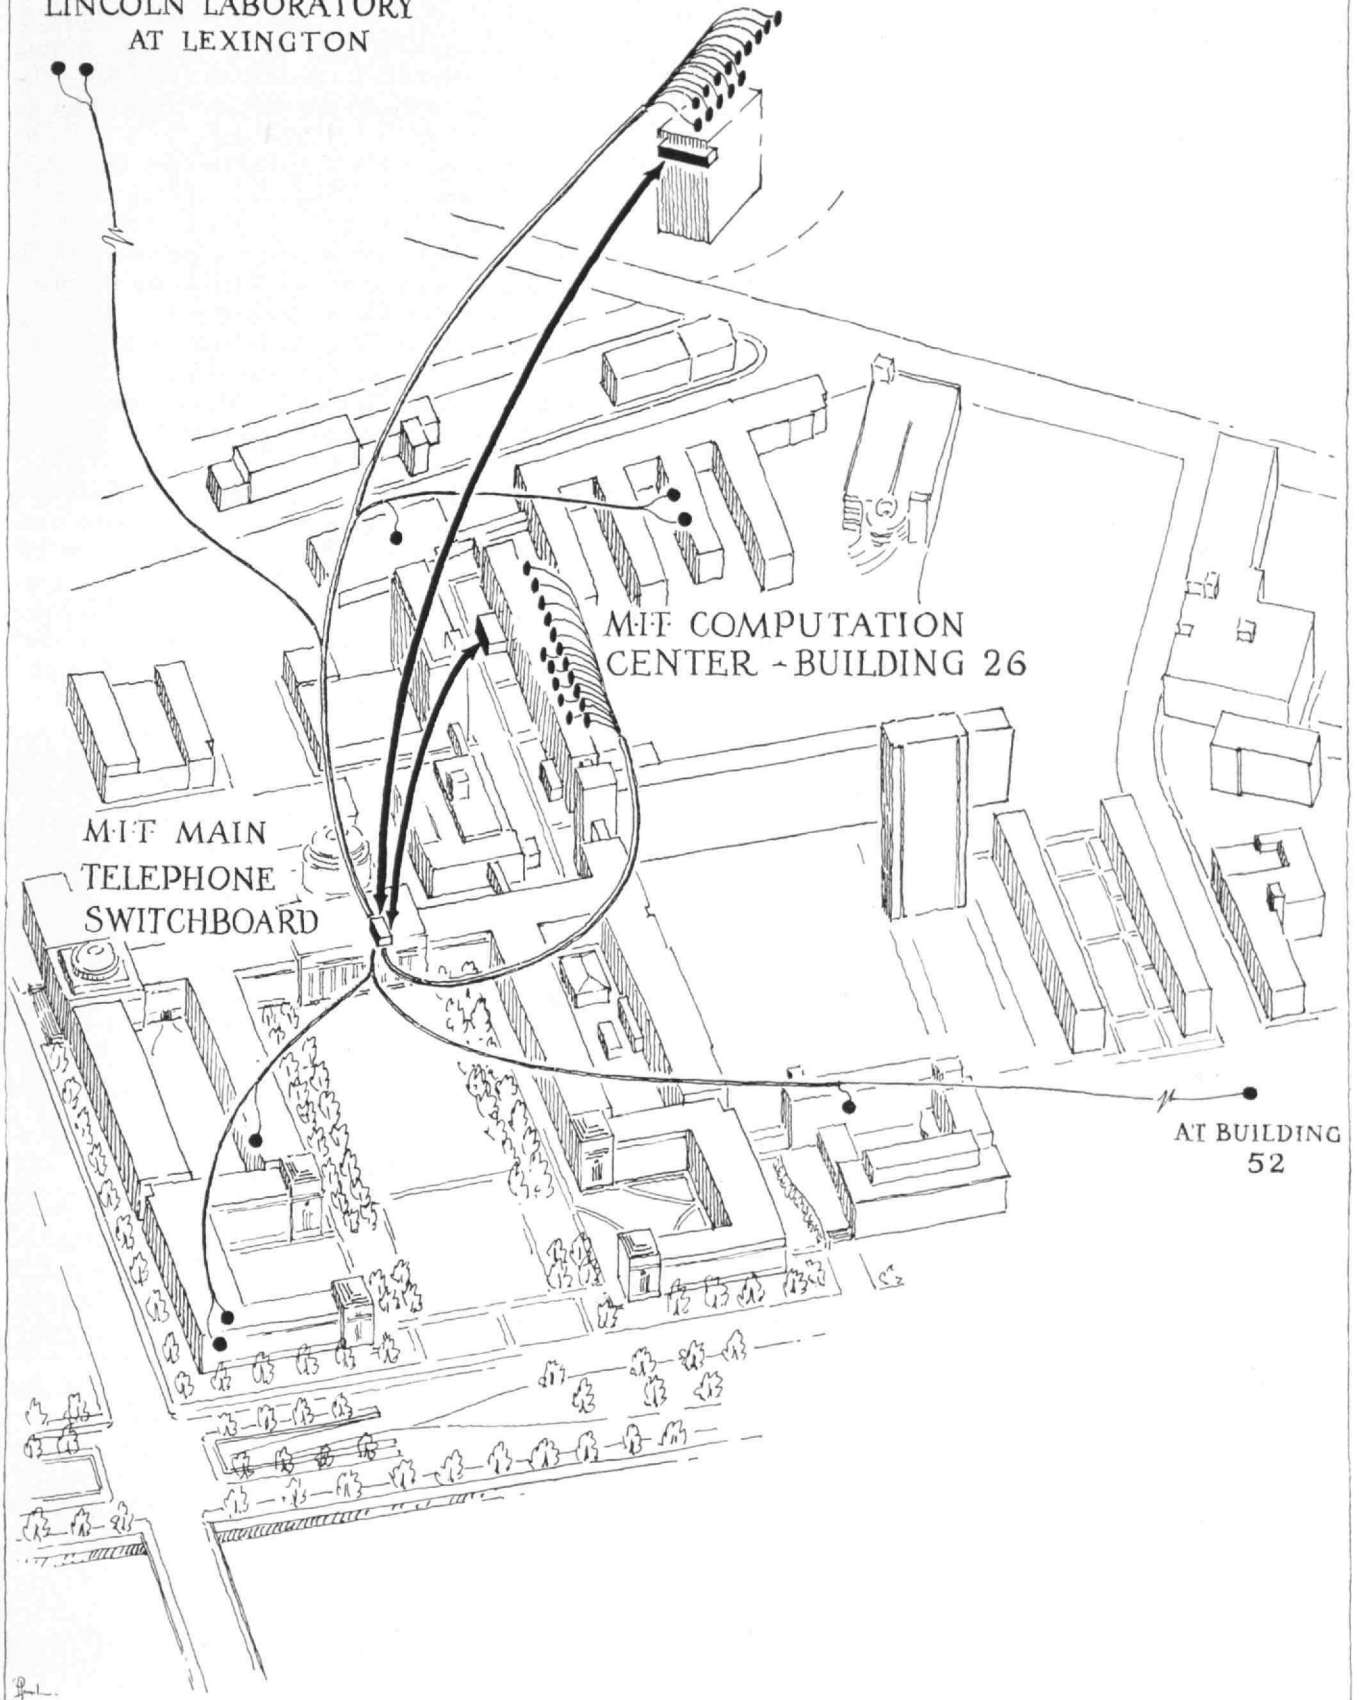 LINCOLN LABORATORY
AT LEXINGTON
M·I·T COMPUTATION
CENTER - BUILDING 26
M·I·T MAIN
TELEPHONE
SWITCHBOARD
AT BUILDING
52